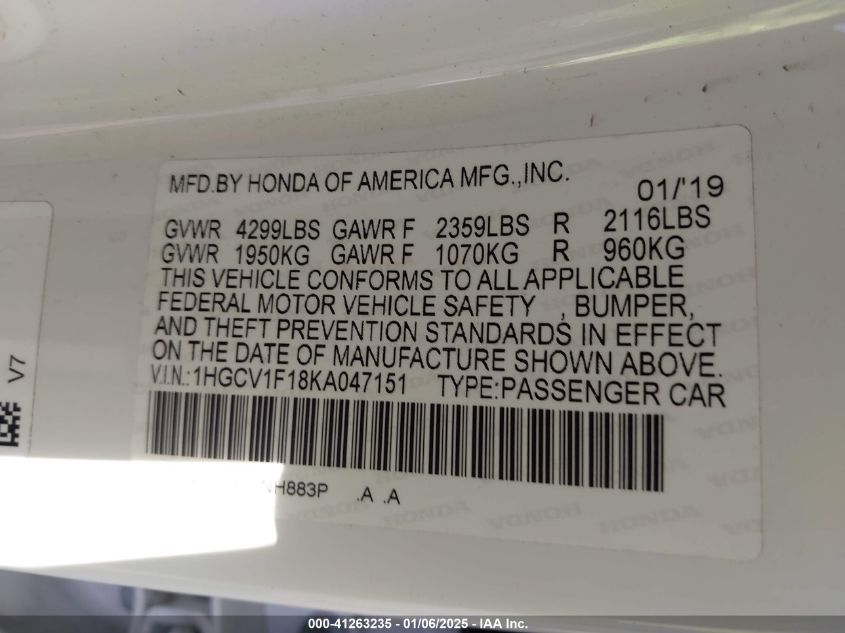 MFD.BY HONDA OF AMERICA MFG.,INC.
01/'19
GVWR 4299LBS GAWR F 2359LBS R 2116LBS
GVWR 1950KG GAWR F 1070KG R 960KG
THIS VEHICLE CONFORMS TO ALL APPLICABLE
FEDERAL MOTOR VEHICLE SAFETY , BUMPER,
AND THEFT PREVENTION STANDARDS IN EFFECT
ON THE DATE OF MANUFACTURE SHOWN ABOVE.
V.I.N.:1HGCV1F18KA047151 TYPE:PASSENGER CAR
H883P .A .A
V7
HONDA HONDA
000-41263235 - 01/06/2025 - IAA Inc.